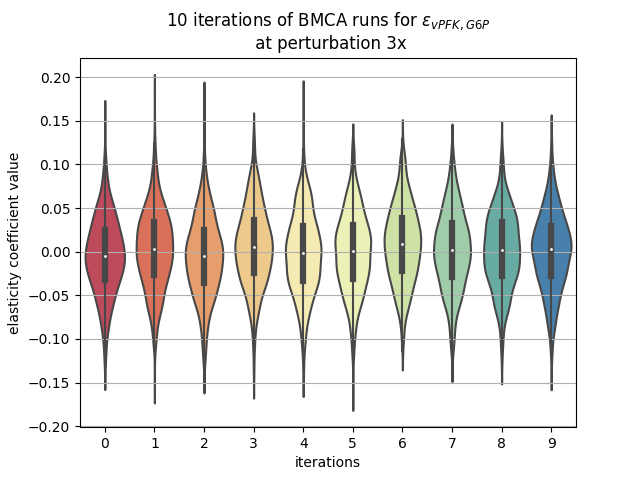 10 iterations of BMCA runs for ε_{vPFK, G6P}
at perturbation 3x
0.20
0.15
0.10
0.05
0.00
−0.05
−0.10
−0.15
−0.20
elasticity coefficient value
0 1 2 3 4 5 6 7 8 9
iterations